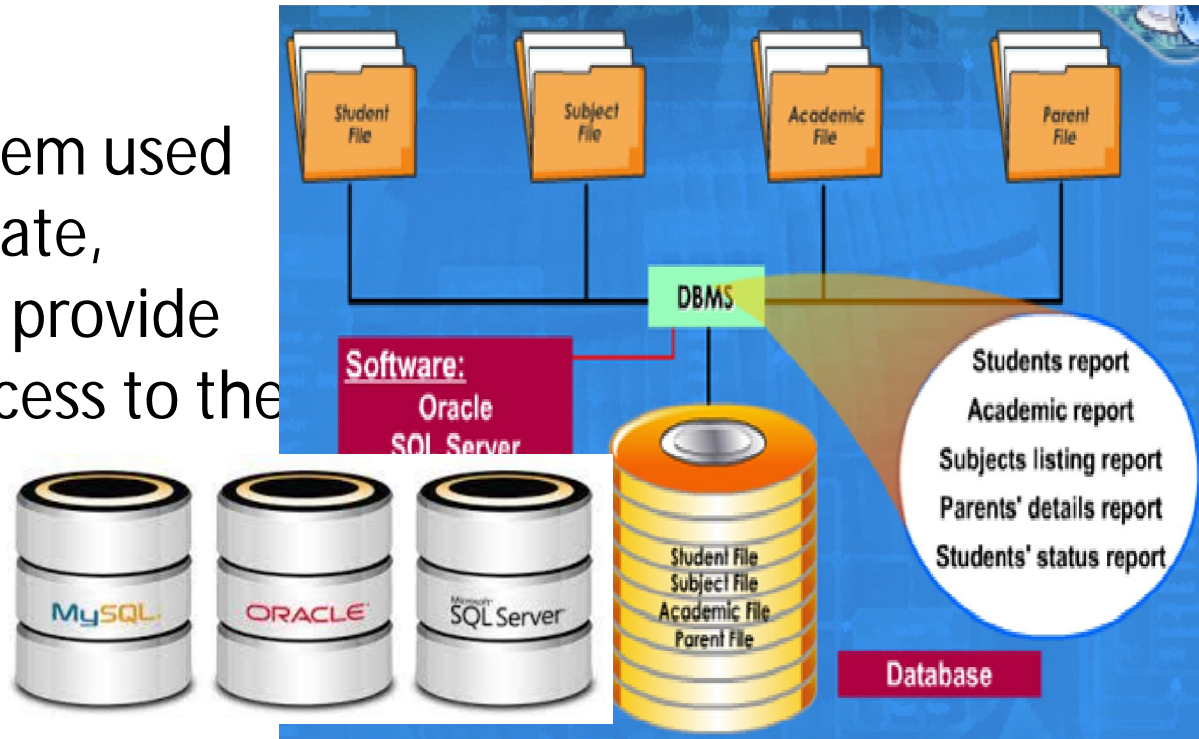 em used
ate,
provide
cess to the
Student
File
Subject
File
Academic
File
Parent
File
DBMS
Software:
Oracle
SQL Server
Students report
Academic report
Subjects listing report
Parents' details report
Students' status report
Student File
Subject File
Academic File
Parent File
Database
MySQL
ORACLE
Microsoft
SQL Server